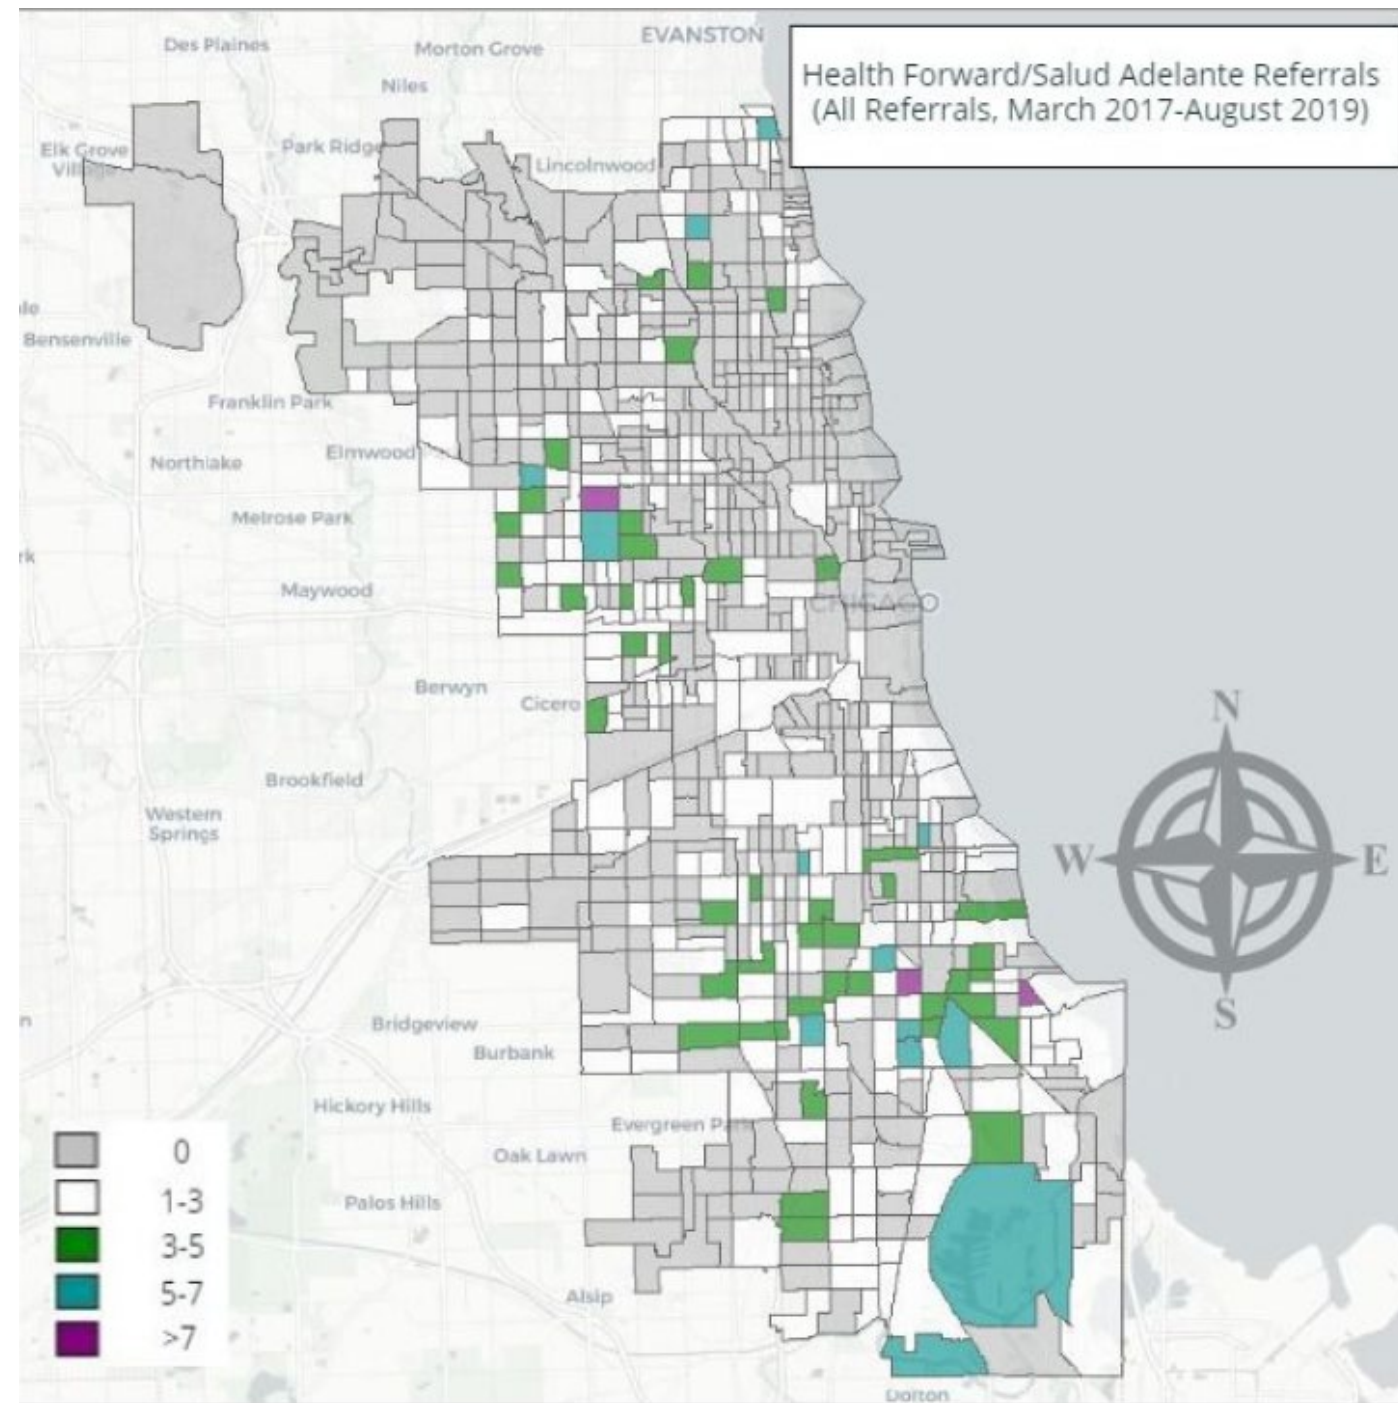 Health Forward/Salud Adelante Referrals
(All Referrals, March 2017-August 2019)
EVANSTON
Des Plaines
Morton Grove
Niles
Elk Grove
Village
Park Ridge
Lincolnwood
Bensenville
Franklin Park
Elmwood
Northlake
Melrose Park
Maywood
CHICAGO
Berwyn
Cicero
Brookfield
Western
Springs
N
W
E
S
Bridgeview
Burbank
Hickory Hills
Evergreen Park
Oak Lawn
Palos Hills
Alsip
Dolton
0
1-3
3-5
5-7
>7